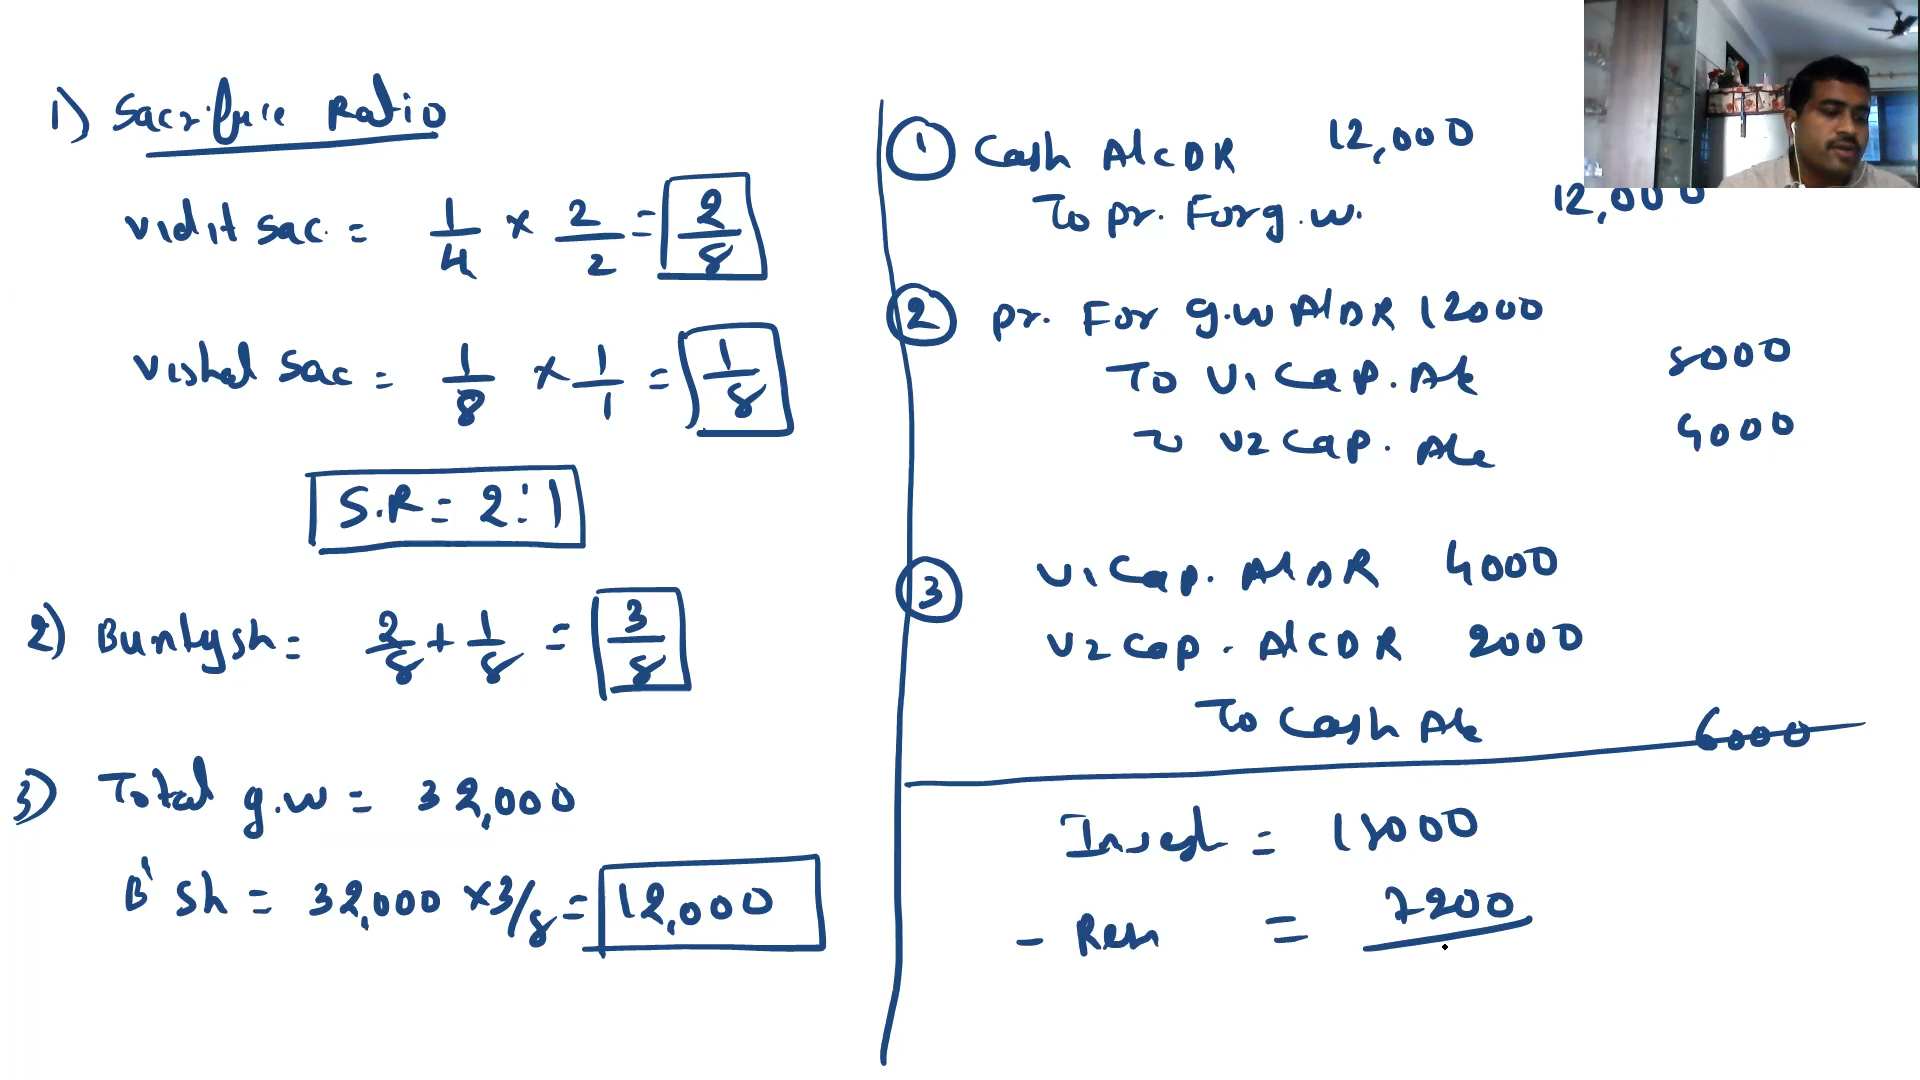 1) Sacrifice Ratio
Vidit sac. = 1/4 × 2/2 = 2/8
Vishal sac = 1/8 × 1/1 = 1/8
S.R = 2:1
2) Bunty sh = 2/8 + 1/8 = 3/8
3) Total g.w = 32,000
B' sh = 32,000 × 3/8 = 12,000
① Cash A/c DR 12,000
To pr. For g.w. 12,000
② pr. For g.w A/DR 12000
To V1 Cap. A/c 8000
To V2 Cap. A/c 4000
③ V1 Cap. A/DR 4000
V2 Cap. A/c DR 2000
To Cash A/c 6000
Invest = 18000
- Res = 7200